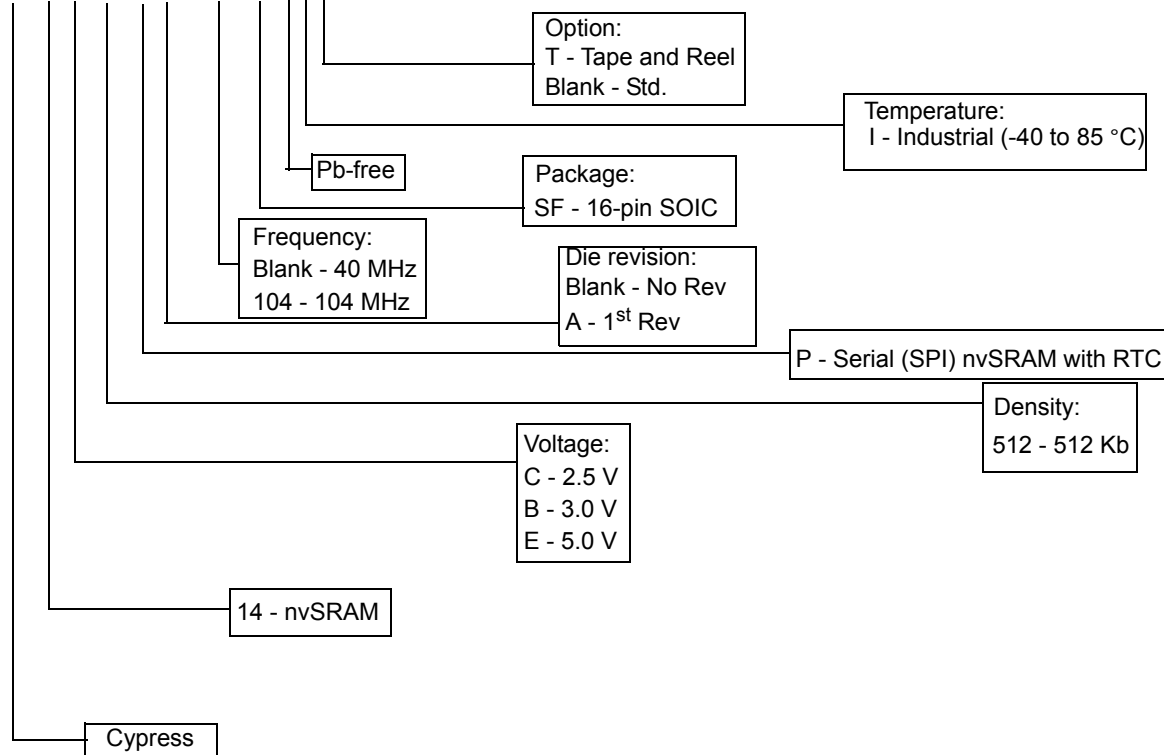 Option:
T - Tape and Reel
Blank - Std.
Temperature:
I - Industrial (-40 to 85 °C)
Pb-free
Package:
SF - 16-pin SOIC
Frequency:
Blank - 40 MHz
104 - 104 MHz
Die revision:
Blank - No Rev
A - 1st Rev
P - Serial (SPI) nvSRAM with RTC
Density:
512 - 512 Kb
Voltage:
C - 2.5 V
B - 3.0 V
E - 5.0 V
14 - nvSRAM
Cypress